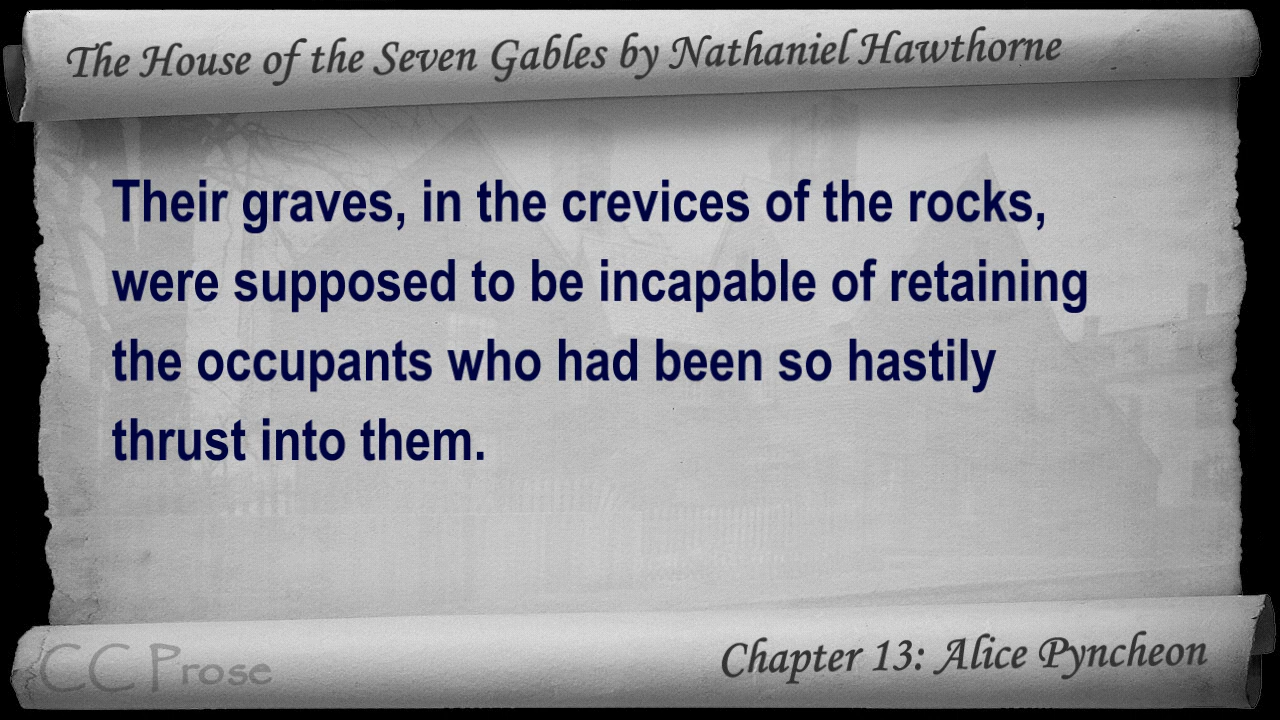 The House of the Seven Gables by Nathaniel Hawthorne
Their graves, in the crevices of the rocks,
were supposed to be incapable of retaining
the occupants who had been so hastily
thrust into them.
CC Prose
Chapter 13: Alice Pyncheon